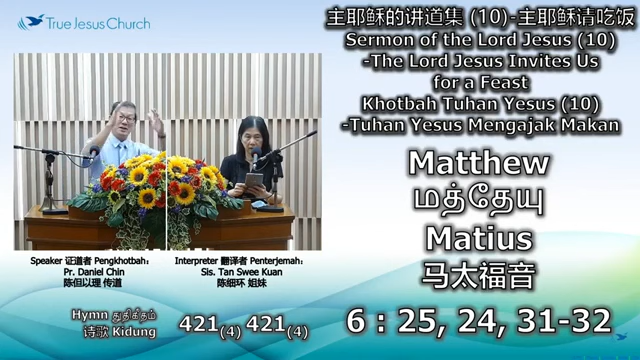 True Jesus Church
主耶稣的讲道集 (10)-主耶稣请吃饭
Sermon of the Lord Jesus (10)
-The Lord Jesus Invites Us
for a Feast
Khotbah Tuhan Yesus (10)
-Tuhan Yesus Mengajak Makan
Matthew
மத்தேயு
Matius
马太福音
6 : 25, 24, 31-32
Speaker 证道者 Pengkhotbah:
Pr. Daniel Chin
陈但以理 传道
Interpreter 翻译者 Penterjemah:
Sis. Tan Swee Kuan
陈细环 姐妹
Hymn துதிகீதம்
诗歌 Kidung
421(4) 421(4)